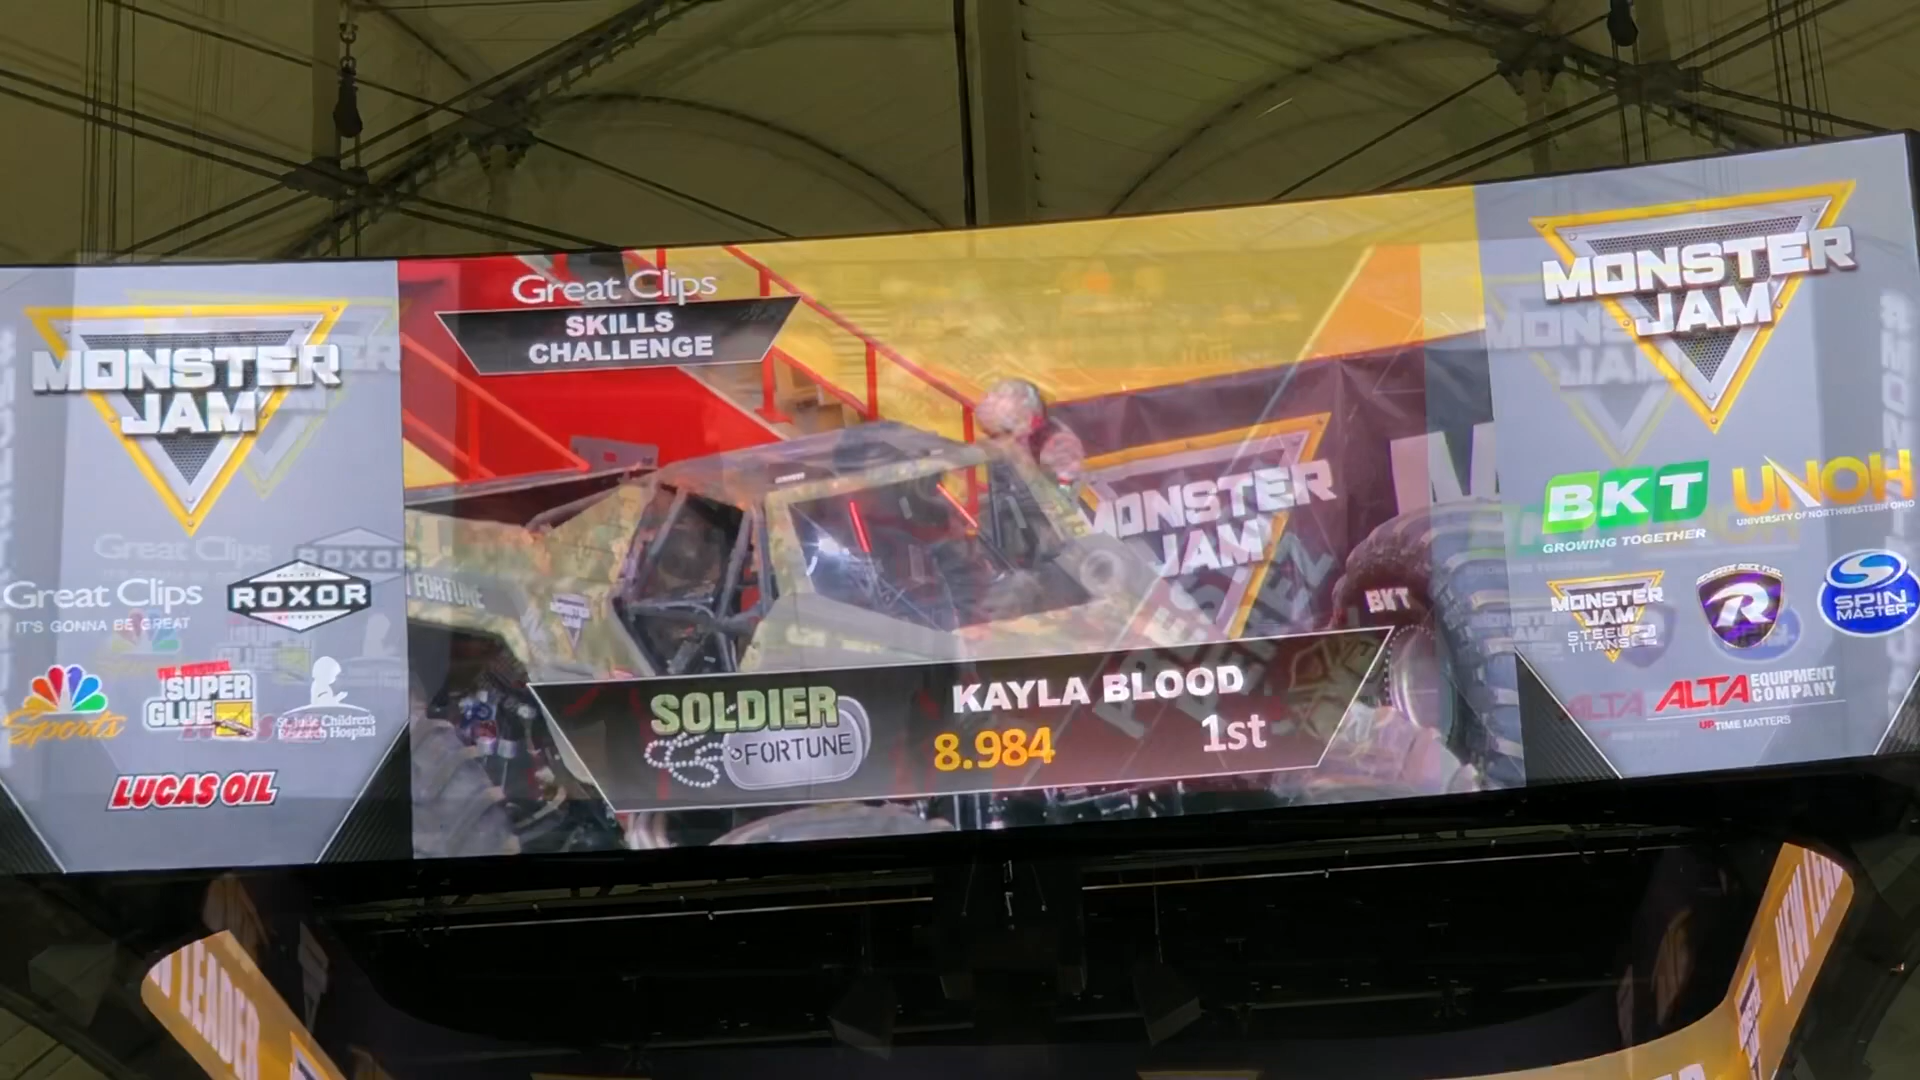 MONSTER
JAM
Great Clips
IT'S GONNA BE GREAT
ROXOR
Sports
SUPER
GLUE
St. Jude Children's
Research Hospital
LUCAS OIL
Great Clips
SKILLS
CHALLENGE
FORTUNE
MONSTER
JAM
BKT
SOLDIER
OF FORTUNE
KAYLA BLOOD
8.984
1st
MONSTER
JAM
BKT
GROWING TOGETHER
UNOH
UNIVERSITY OF NORTHWESTERN OHIO
MONSTER
JAM
STEEL
TITANS 2
R
SPIN
MASTER
ALTA EQUIPMENT
COMPANY
UPTIME MATTERS
LEADER
NEW